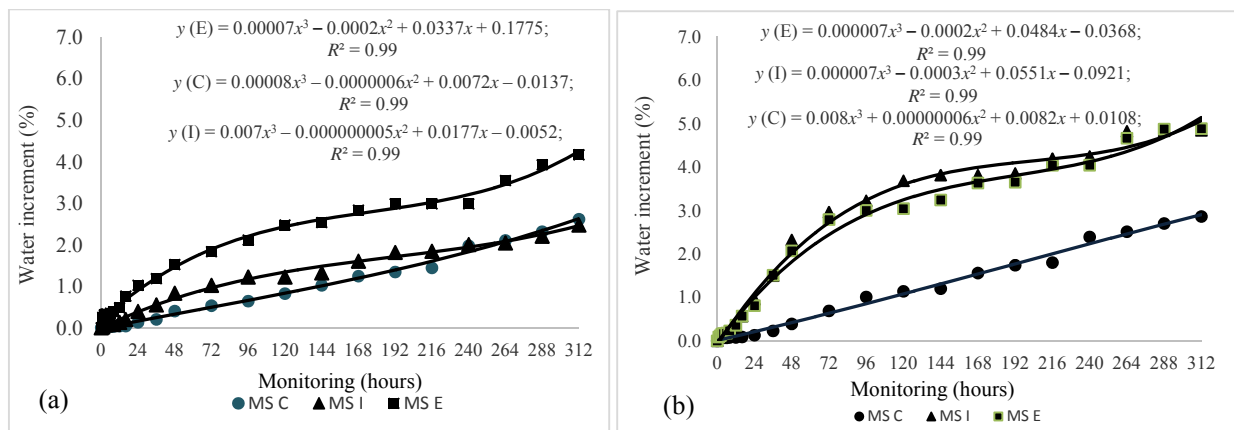 y (E) = 0.00007x³ – 0.0002x² + 0.0337x + 0.1775;
R² = 0.99
y (C) = 0.00008x³ – 0.0000006x² + 0.0072x – 0.0137;
R² = 0.99
y (I) = 0.007x³ – 0.000000005x² + 0.0177x – 0.0052;
R² = 0.99
Water increment (%)
7.0
6.0
5.0
4.0
3.0
2.0
1.0
0.0
0 24 48 72 96 120 144 168 192 216 240 264 288 312
Monitoring (hours)
(a)
MS C MS I MS E
y (E) = 0.000007x³ – 0.0002x² + 0.0484x – 0.0368;
R² = 0.99
y (I) = 0.000007x³ – 0.0003x² + 0.0551x – 0.0921;
R² = 0.99
y (C) = 0.008x³ + 0.00000006x² + 0.0082x + 0.0108;
R² = 0.99
Water increment (%)
7.0
6.0
5.0
4.0
3.0
2.0
1.0
0.0
0 24 48 72 96 120 144 168 192 216 240 264 288 312
Monitoring (hours)
(b)
MS C MS I MS E